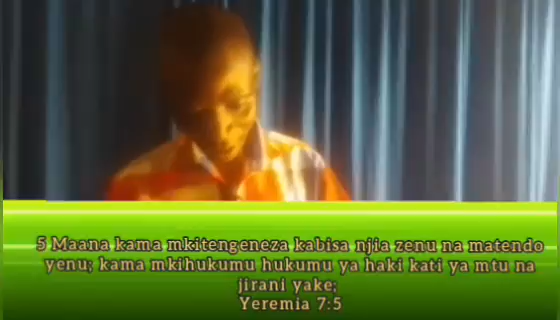 5 Maana kama mkitengeneza kabisa njia zenu na matendo
yenu; kama mkihukumu hukumu ya haki kati ya mtu na
jirani yake;
Yeremia 7:5